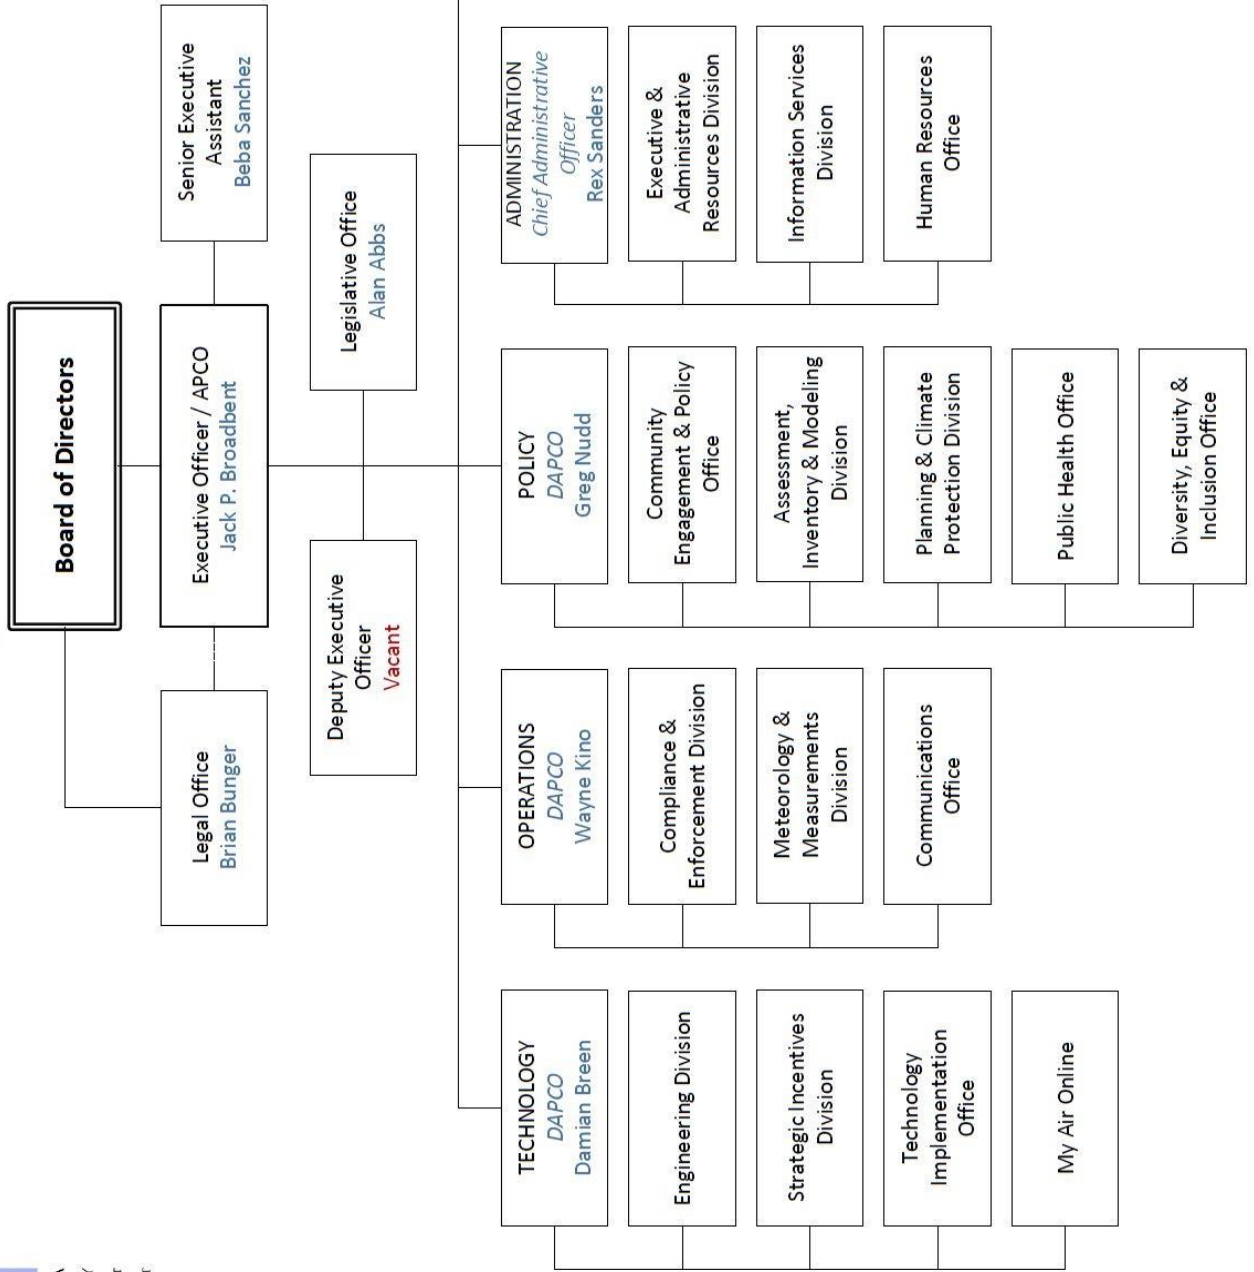 Board of Directors
Legal Office
Brian Bunger
Executive Officer / APCO
Jack P. Broadbent
Senior Executive
Assistant
Beba Sanchez
Deputy Executive
Officer
Vacant
Legislative Office
Alan Abbs
TECHNOLOGY
DAPCO
Damian Breen
Engineering Division
Strategic Incentives
Division
Technology
Implementation
Office
My Air Online
OPERATIONS
DAPCO
Wayne Kino
Compliance &
Enforcement Division
Meteorology &
Measurements
Division
Communications
Office
POLICY
DAPCO
Greg Nudd
Community
Engagement & Policy
Office
Assessment,
Inventory & Modeling
Division
Planning & Climate
Protection Division
Public Health Office
Diversity, Equity &
Inclusion Office
ADMINISTRATION
Chief Administrative
Officer
Rex Sanders
Executive &
Administrative
Resources Division
Information Services
Division
Human Resources
Office